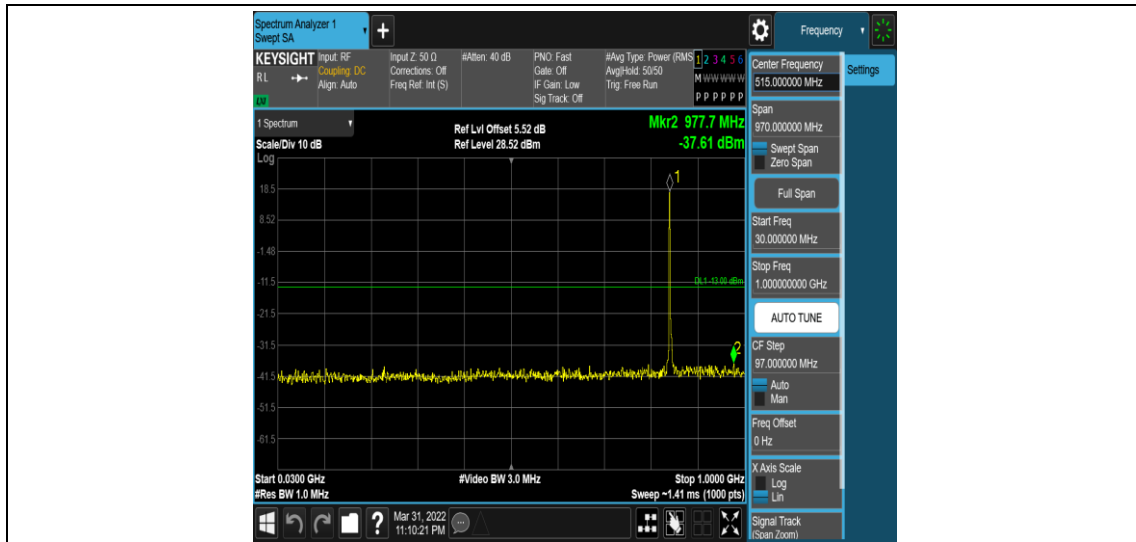 Spectrum Analyzer 1
Swept SA
+
Frequency
KEYSIGHT
RL
LXI
Input: RF
Coupling: DC
Align: Auto
Input Z: 50 Ω
Corrections: Off
Freq Ref: Int (S)
#Atten: 40 dB
PNO: Fast
Gate: Off
IF Gain: Low
Sig Track: Off
#Avg Type: Power (RMS
Avg|Hold: 50/50
Trig: Free Run
1 2 3 4 5 6
M W W W W W
P P P P P P
1 Spectrum
Scale/Div 10 dB
Log
Ref Lvl Offset 5.52 dB
Ref Level 28.52 dBm
Mkr2 977.7 MHz
-37.61 dBm
1
18.5
8.52
-1.48
-11.5
DL1 -13.00 dBm
-21.5
-31.5
2
-41.5
-51.5
-61.5
Start 0.0300 GHz
#Res BW 1.0 MHz
#Video BW 3.0 MHz
Stop 1.0000 GHz
Sweep ~1.41 ms (1000 pts)
?
Mar 31, 2022
11:10:21 PM
Center Frequency
515.000000 MHz
Settings
Span
970.000000 MHz
Swept Span
Zero Span
Full Span
Start Freq
30.000000 MHz
Stop Freq
1.000000000 GHz
AUTO TUNE
CF Step
97.000000 MHz
Auto
Man
Freq Offset
0 Hz
X Axis Scale
Log
Lin
Signal Track
(Span Zoom)